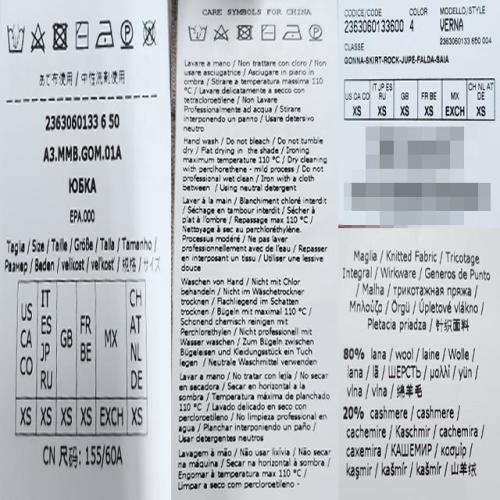 あて布使用 / 中性洗剤使用
2363060133 6 50
A3.MMB.GOM.01A
ЮБКА
EPA.000
Taglia / Size / Taille / Größe / Talla / Tamanho /
Размер / Beden / velikost / veľkosť / 规格 / サイズ
US CA CO
IT ES JP RU
GB
FR BE
MX
CH AT NL DE
XS XS XS XS EXCH XS
CN 尺码: 155/60A
CARE SYMBOLS FOR CHINA
Lavare a mano / Non trattare con cloro / Non
usare asciugatrice / Asciugare in piano in
ombra / Stirare a temperatura massima 110
°C / Lavare delicatamente a secco con
tetracloroetilene / Non Lavare
Professionalmente ad acqua / Stirare
interponendo un panno / Usare detersivo
neutro
Hand wash / Do not bleach / Do not tumble
dry / Flat drying in the shade / Ironing
maximum temperature 110 °C / Dry cleaning
with perclhorethylene - mild process / Do not
professional wet clean / Iron with a cloth
between / Using neutral detergent
Laver à la main / Blanchiment chloré interdit
/ Séchage en tambour interdit / Sécher à
plat à l'ombre / Repassage max 110 °C /
Nettoyage à sec au perchloréthylène.
Processus modéré / Ne pas laver
professionnellement avec de l'eau / Repasser
en interposant un tissu / Utiliser une lessive
douce
Waschen von Hand / Nicht mit Chlor
behandeln / Nicht im Waschetrockner
trocknen / Flachliegend im Schatten
trocknen / Bügeln mit maximal 110 °C /
Schonend chemisch reinigen mit
Perchlorethylen / Nicht professionell mit
Wasser waschen / Zum Bügeln zwischen
Bügeleisen und Kleidungsstück ein Tuch
legen / Neutrale Waschmittel verwenden
Lavar a mano / No tratar con lejía / No secar
en secadora / Secar en horizontal a la
sombra / Temperatura máxima de planchado
110 °C / Lavado delicado en seco con
percloroetileno / No limpieza profesional en
agua / Planchar interponiendo un paño /
Usar detergentes neutros
Lavagem à mão / Não usar lixívia / Não secar
na máquina / Secar na horizontal à sombra /
Engomar à temperatura máx 110 °C /
Limpar a seco com percloroetileno -
CODICE/CODE COLOR MODELLO/STYLE
2363060133600 4 VERNA
2363060133 650 004
CLASSE
GONNA-SKIRT-ROCK-JUPE-FALDA-SAIA
US CA CO
IT JP ES RU
GB
FR BE
MX
CH NL AT DE
XS XS XS XS EXCH XS
Maglia / Knitted Fabric / Tricotage
Integral / Wirkware / Generos de Punto
/ Malha / трикотажная пряжа /
Μπλούζα / Örgü / Úpletové vlákno /
Pletacia priadza / 针织面料
80% lana / wool / laine / Wolle /
lana / lã / ШЕРСТЬ / μαλλί / yün /
vlna / vlna / 绵羊毛
20% cashmere / cashmere /
cachemire / Kaschmir / cachemira /
caxemira / КАШЕМИР / κασμίρ /
kaşmir / kašmír / kašmír / 山羊绒